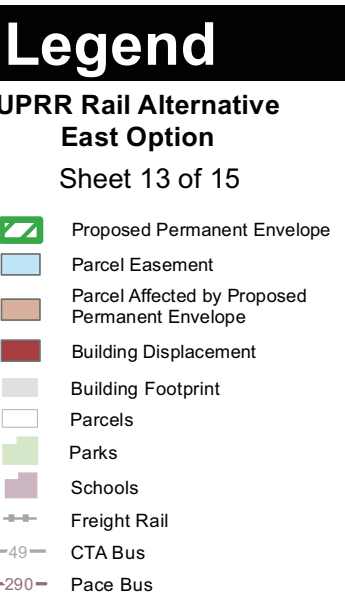 Legend
UPRR Rail Alternative
East Option
Sheet 13 of 15
Proposed Permanent Envelope
Parcel Easement
Parcel Affected by Proposed
Permanent Envelope
Building Displacement
Building Footprint
Parcels
Parks
Schools
Freight Rail
49 CTA Bus
290 Pace Bus